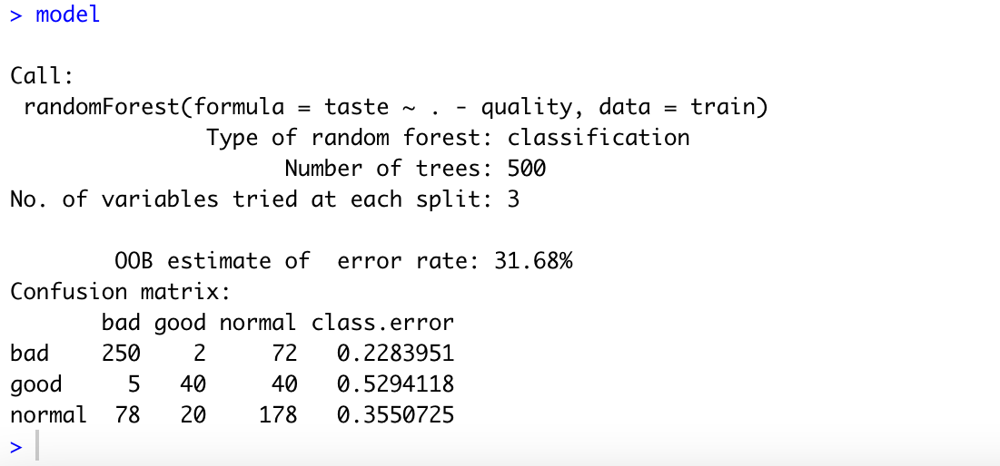 > model
Call:
randomForest(formula = taste ~ . - quality, data = train)
Type of random forest: classification
Number of trees: 500
No. of variables tried at each split: 3
OOB estimate of  error rate: 31.68%
Confusion matrix:
bad good normal class.error
bad 250 2 72 0.2283951
good 5 40 40 0.5294118
normal 78 20 178 0.3550725
>